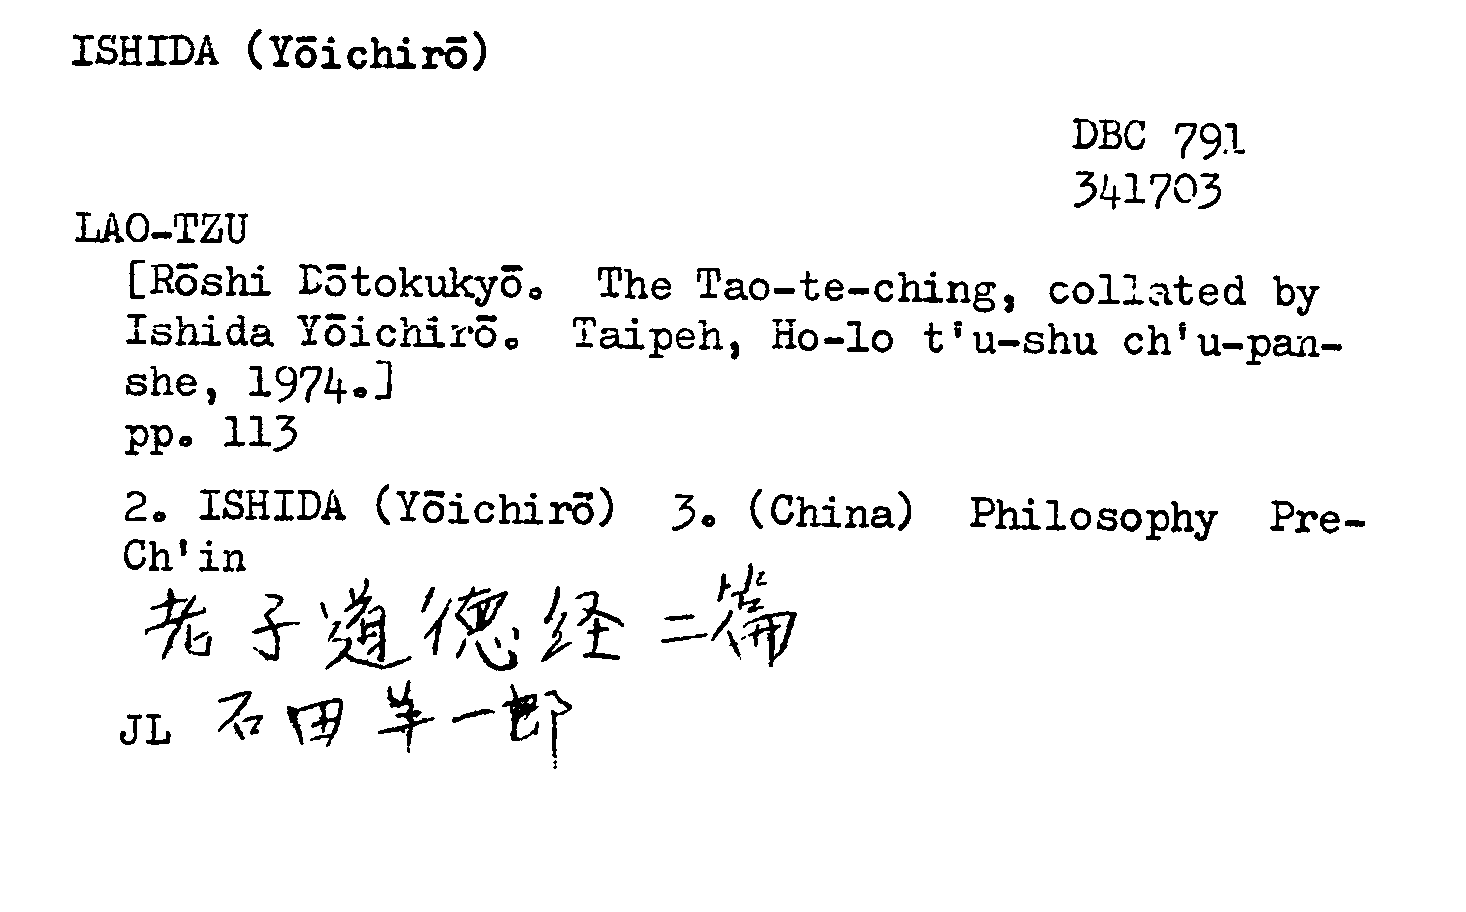 ISHIDA (Yōichirō)
DBC 791
341703
LAO-TZU
[Rōshi Dōtokukyō. The Tao-te-ching, collated by
Ishida Yōichirō. Taipeh, Ho-lo t'u-shu ch'u-pan-
she, 1974.]
pp. 113
2. ISHIDA (Yōichirō) 3. (China) Philosophy Pre-
Ch'in
老子道德経二篇
JL 石田羊一郎